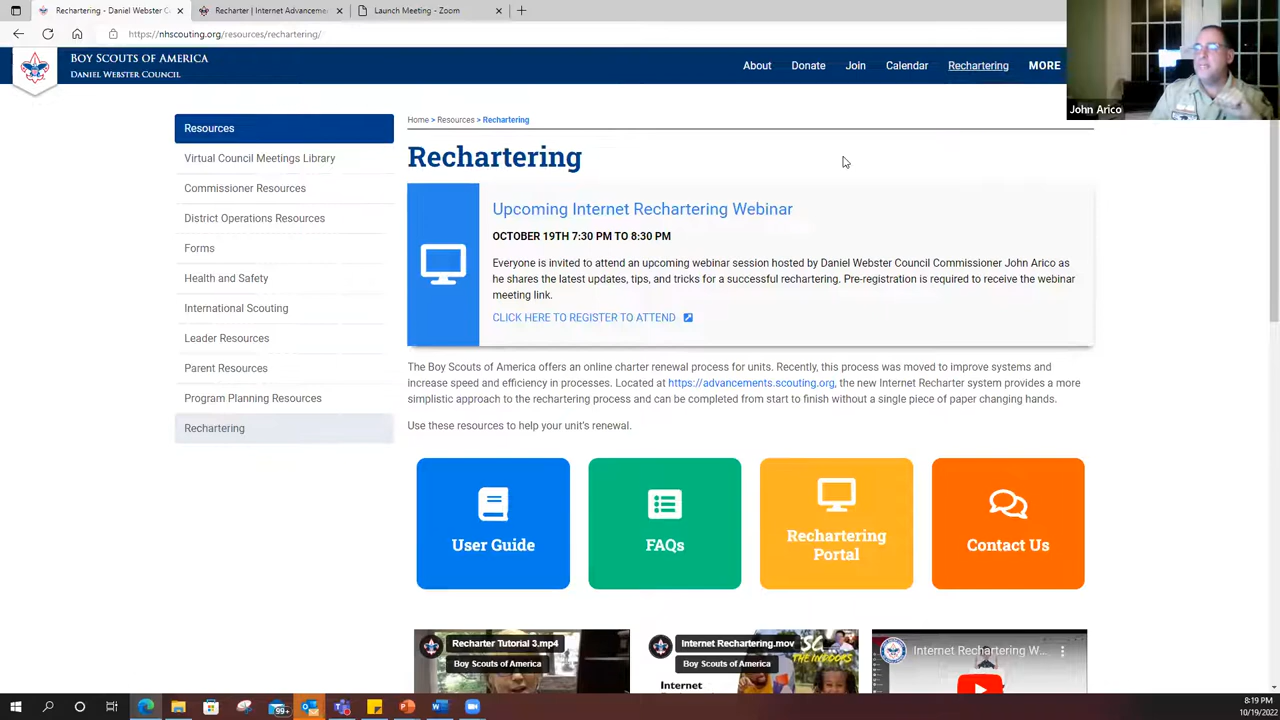 Rechartering - Daniel Webster C
Recharter | Internet Advanceme
Launch Meeting - Zoom
https://nhscouting.org/resources/rechartering/
BOY SCOUTS OF AMERICA
DANIEL WEBSTER COUNCIL
About
Donate
Join
Calendar
Rechartering
MORE
John Arico
Resources
Virtual Council Meetings Library
Commissioner Resources
District Operations Resources
Forms
Health and Safety
International Scouting
Leader Resources
Parent Resources
Program Planning Resources
Rechartering
Home > Resources > Rechartering
Rechartering
Upcoming Internet Rechartering Webinar
OCTOBER 19TH 7:30 PM TO 8:30 PM
Everyone is invited to attend an upcoming webinar session hosted by Daniel Webster Council Commissioner John Arico as
he shares the latest updates, tips, and tricks for a successful rechartering. Pre-registration is required to receive the webinar
meeting link.
CLICK HERE TO REGISTER TO ATTEND
The Boy Scouts of America offers an online charter renewal process for units. Recently, this process was moved to improve systems and
increase speed and efficiency in processes. Located at https://advancements.scouting.org, the new Internet Recharter system provides a more
simplistic approach to the rechartering process and can be completed from start to finish without a single piece of paper changing hands.
Use these resources to help your unit's renewal.
User Guide
FAQs
Rechartering
Portal
Contact Us
Recharter Tutorial 3.mp4
Boy Scouts of America
Internet Rechartering.mov
Boy Scouts of America
THE INDOORS
Internet
Internet Rechartering W...
99+
8:19 PM
10/19/2022